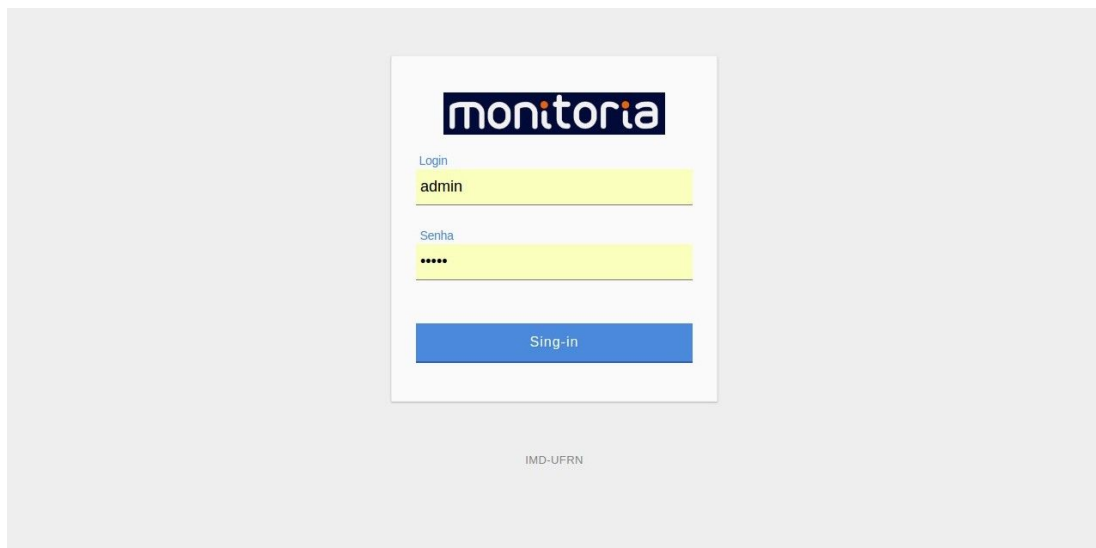 monitoria
Login
admin
Senha
•••••
Sing-in
IMD-UFRN